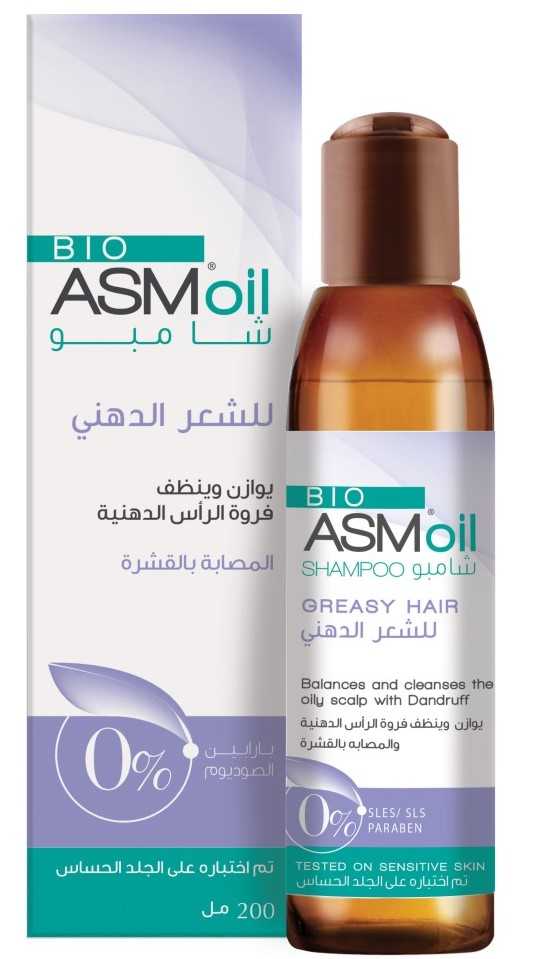 BIO
ASMoil®
شامبو
للشعر الدهني
يوازن وينظف
فروة الرأس الدهنية
المصابة بالقشرة
0%
بارابين
الصوديوم
تم اختباره على الجلد الحساس
200 مل
BIO
ASMoil®
SHAMPOO شامبو
GREASY HAIR
للشعر الدهني
Balances and cleanses the
oily scalp with Dandruff
يوازن وينظف فروة الرأس الدهنية
والمصابه بالقشرة
0%
SLES/ SLS
PARABEN
TESTED ON SENSITIVE SKIN
تم اختباره على الجلد الحساس